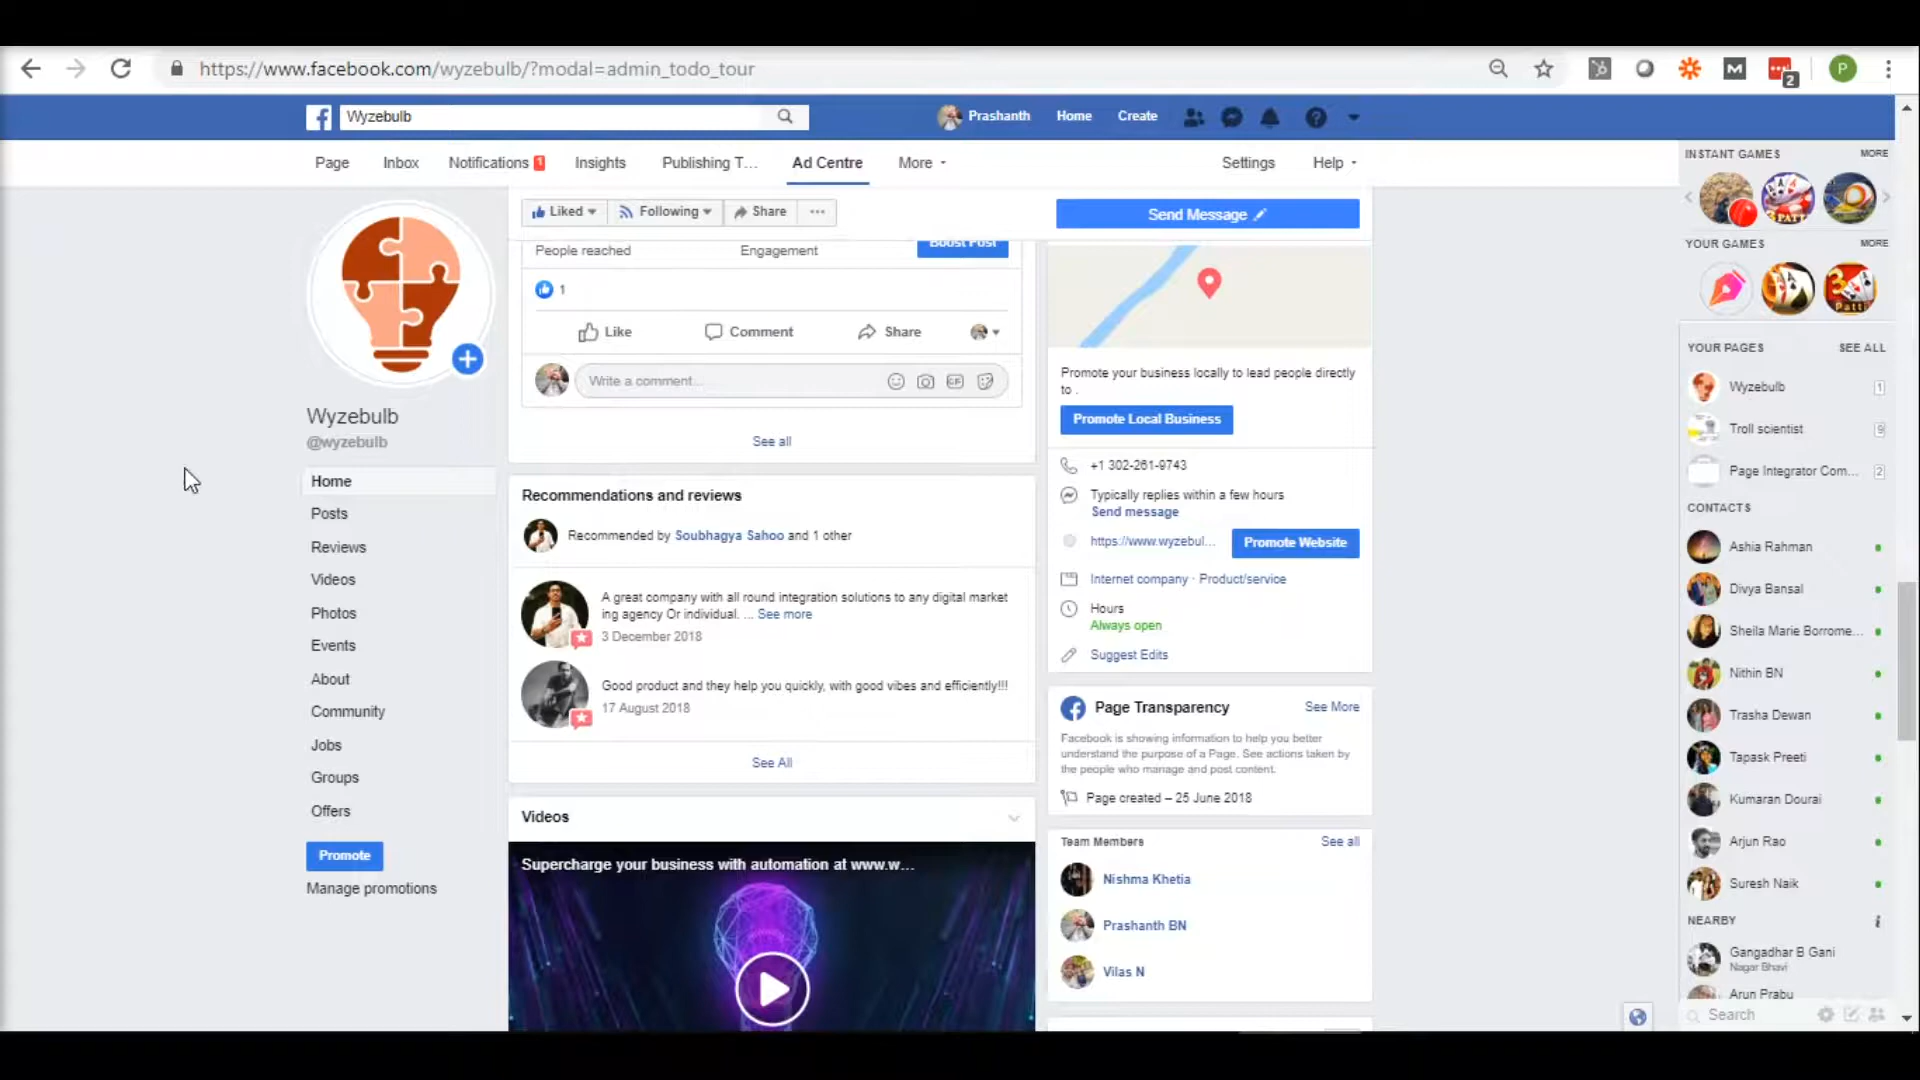 https://www.facebook.com/wyzebulb/?modal=admin_todo_tour
M
2
P
Wyzebulb
Prashanth
Home
Create
Page
Inbox
Notifications 1
Insights
Publishing T...
Ad Centre
More
Settings
Help
Liked
Following
Share
Send Message
People reached
Engagement
Boost Post
1
Like
Comment
Share
Write a comment...
GIF
See all
Wyzebulb
@wyzebulb
Home
Posts
Reviews
Videos
Photos
Events
About
Community
Jobs
Groups
Offers
Promote
Manage promotions
Recommendations and reviews
Recommended by Soubhagya Sahoo and 1 other
A great company with all round integration solutions to any digital market
ing agency Or individual. ... See more
3 December 2018
Good product and they help you quickly, with good vibes and efficiently!!!
17 August 2018
See All
Videos
Supercharge your business with automation at www.w...
Promote your business locally to lead people directly
to .
Promote Local Business
+1 302-261-9743
Typically replies within a few hours
Send message
https://www.wyzebul...
Promote Website
Internet company · Product/service
Hours
Always open
Suggest Edits
Page Transparency
See More
Facebook is showing information to help you better
understand the purpose of a Page. See actions taken by
the people who manage and post content.
Page created – 25 June 2018
Team Members
See all
Nishma Khetia
Prashanth BN
Vilas N
INSTANT GAMES
MORE
YOUR GAMES
MORE
YOUR PAGES
SEE ALL
Wyzebulb
1
Troll scientist
9
Page Integrator Com...
2
CONTACTS
Ashia Rahman
Divya Bansal
Sheila Marie Borrome...
Nithin BN
Trasha Dewan
Tapask Preeti
Kumaran Dourai
Arjun Rao
Suresh Naik
NEARBY
Gangadhar B Gani
Nagar Bhavi
Arun Prabu
Search